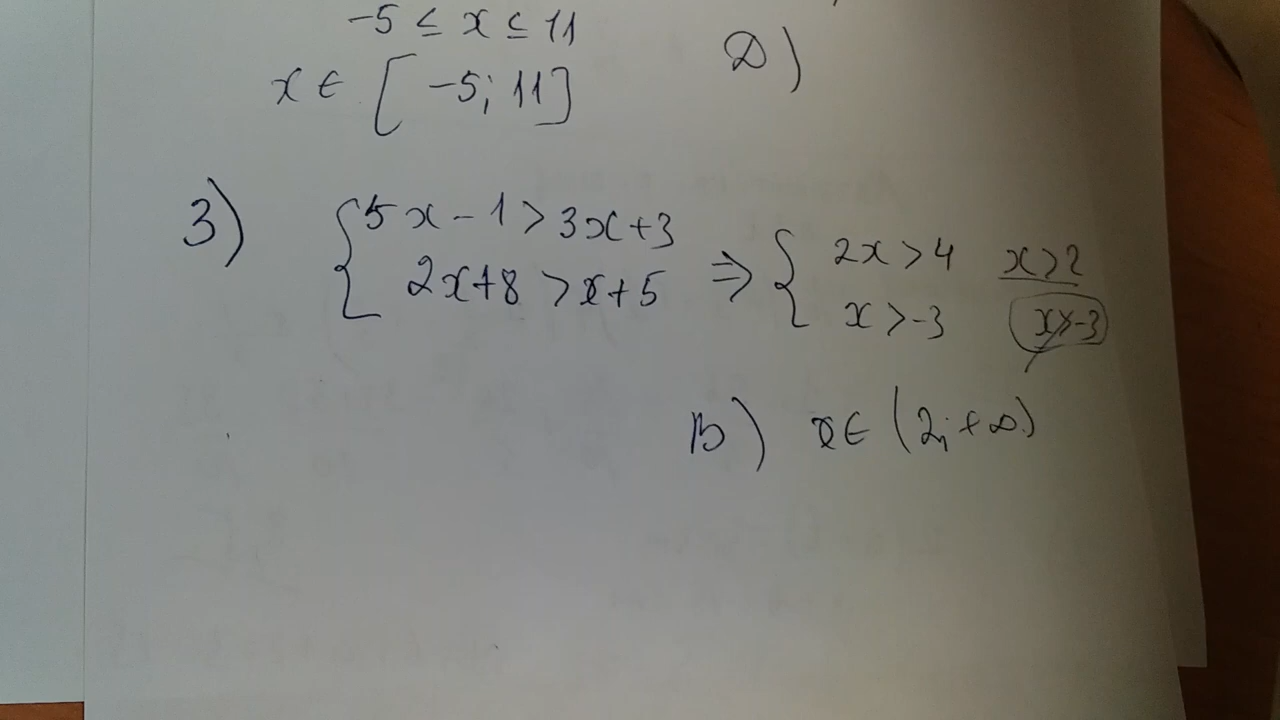 -5 ≤ x ≤ 11
x ∈ [-5; 11]
D)
3) {5x - 1 > 3x + 3
2x + 8 > x + 5
⇒ { 2x > 4 x > 2
x > -3 x > -3
B) x ∈ (2; +∞)